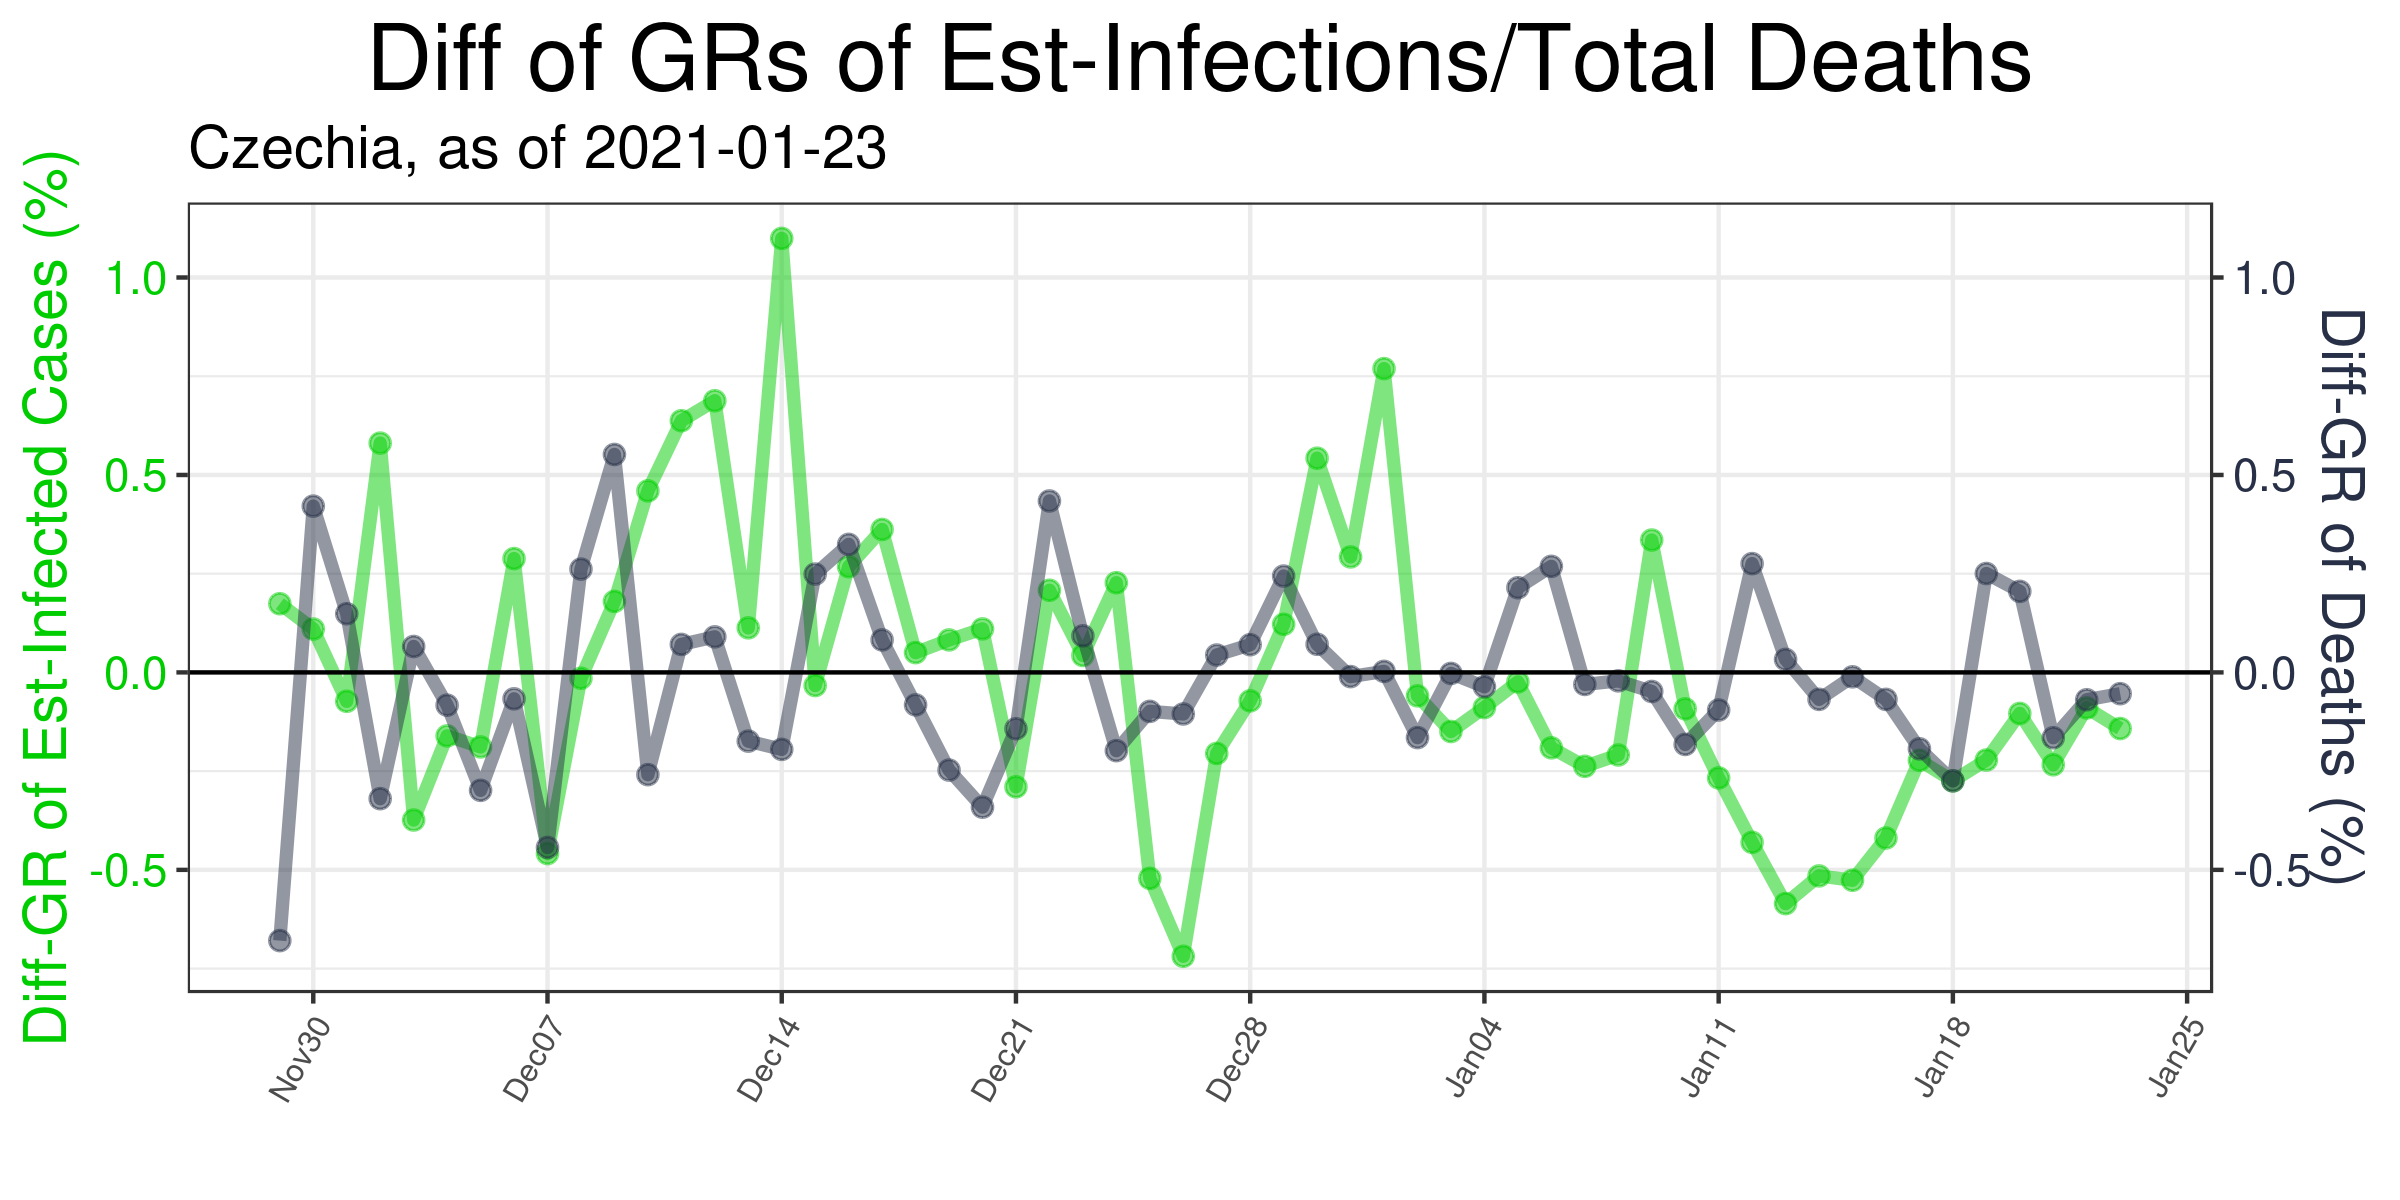 Diff of GRs of Est-Infections/Total Deaths
Czechia, as of 2021-01-23
Diff-GR of Est-Infected Cases (%)
1.0
0.5
0.0
-0.5
1.0
0.5
0.0
-0.5
Diff-GR of Deaths (%)
Nov30
Dec07
Dec14
Dec21
Dec28
Jan04
Jan11
Jan18
Jan25